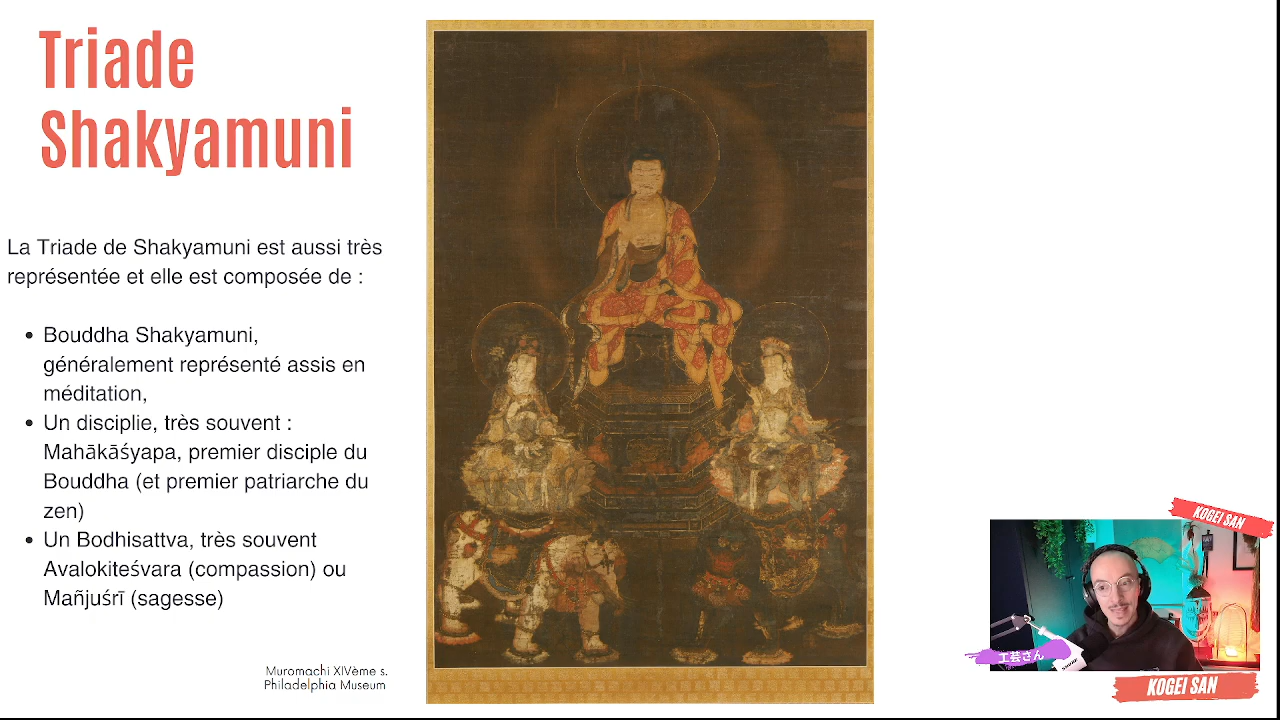 Triade
Shakyamuni
La Triade de Shakyamuni est aussi très
représentée et elle est composée de :
Bouddha Shakyamuni,
généralement représenté assis en
méditation,
Un disciplie, très souvent :
Mahākāśyapa, premier disciple du
Bouddha (et premier patriarche du
zen)
Un Bodhisattva, très souvent
Avalokiteśvara (compassion) ou
Mañjuśrī (sagesse)
Muromachi XIVème s.
Philadelphia Museum
KOGEI SAN
工芸さん
KOGEI SAN